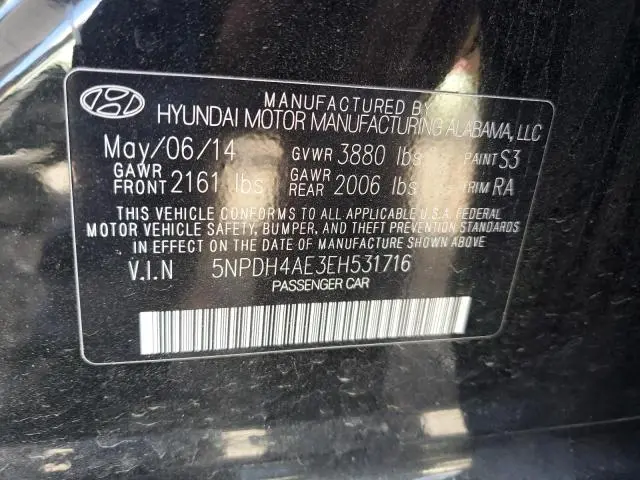 MANUFACTURED BY
HYUNDAI MOTOR MANUFACTURING ALABAMA, LLC
May/06/14 GVWR 3880 lbs PAINT S3
GAWR FRONT 2161 lbs GAWR REAR 2006 lbs TRIM RA
THIS VEHICLE CONFORMS TO ALL APPLICABLE U.S.A. FEDERAL
MOTOR VEHICLE SAFETY, BUMPER, AND THEFT PREVENTION STANDARDS
IN EFFECT ON THE DATE OF MANUFACTURE SHOWN ABOVE.
V.I.N 5NPDH4AE3EH531716
PASSENGER CAR